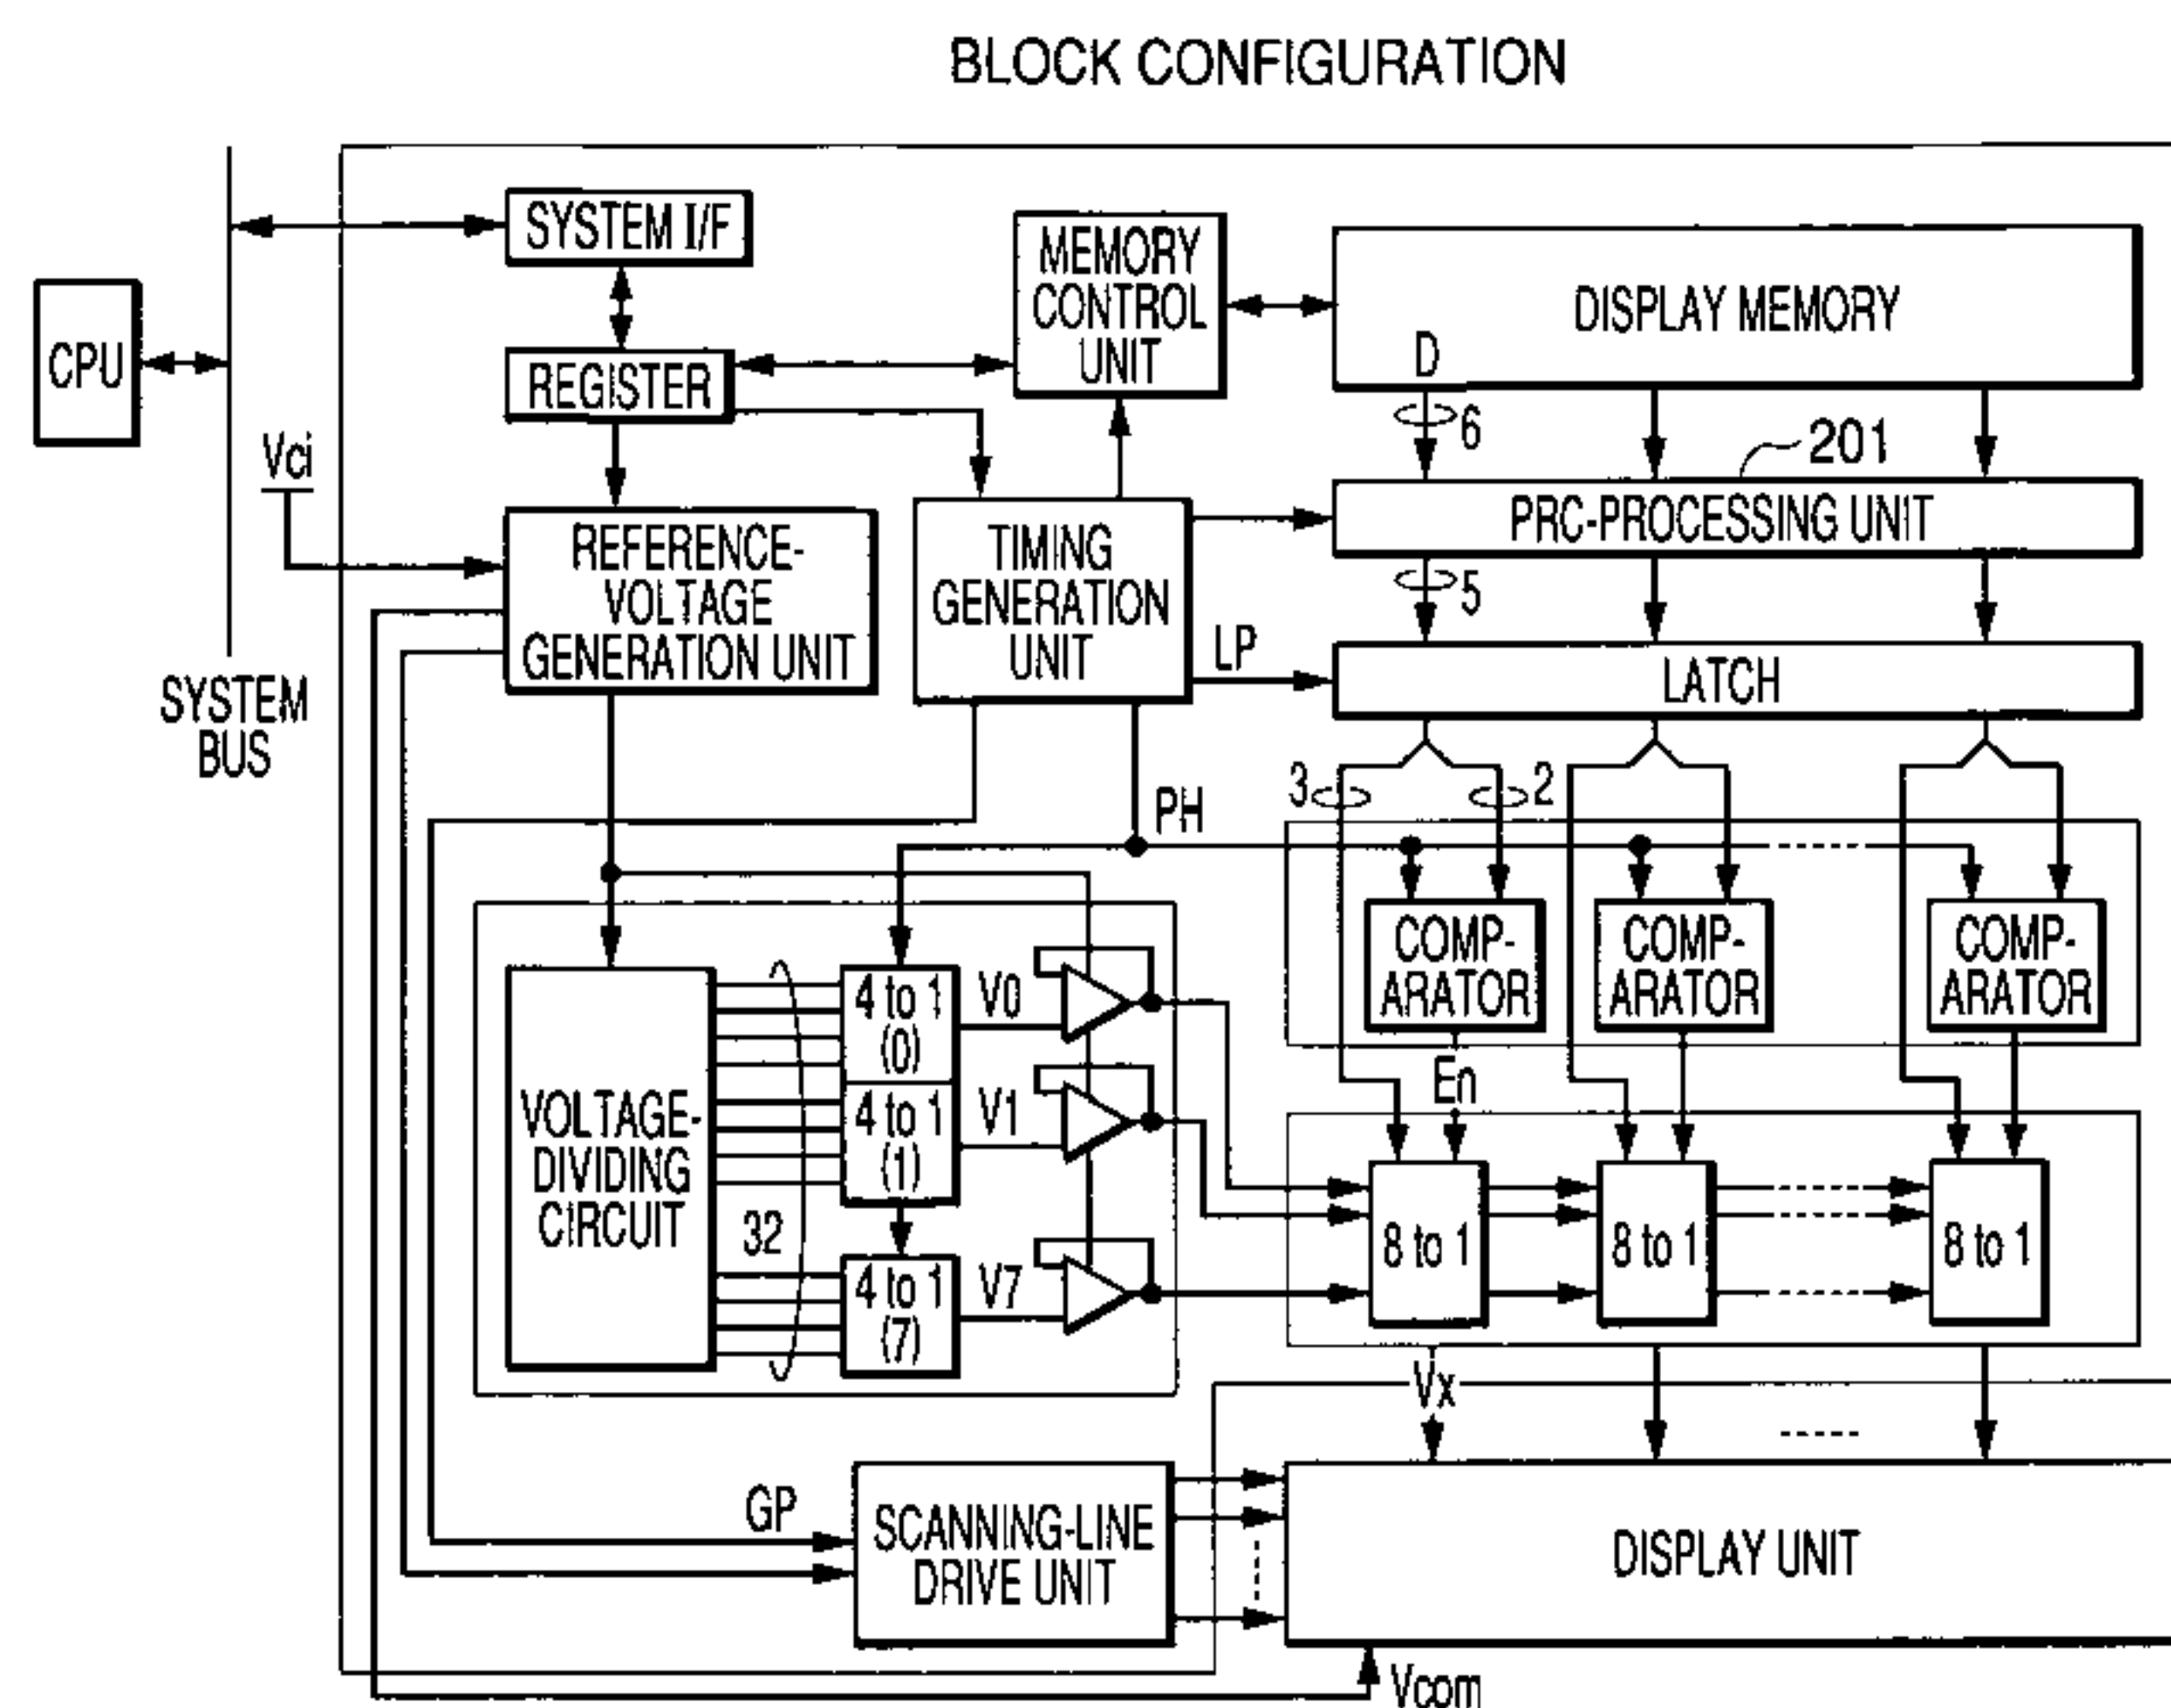 BLOCK CONFIGURATION
SYSTEM I/F
MEMORY
CONTROL
UNIT
DISPLAY MEMORY
CPU
REGISTER
D
6
201
Vci
REFERENCE-
VOLTAGE
GENERATION UNIT
TIMING
GENERATION
UNIT
PRC-PROCESSING UNIT
5
LP
LATCH
SYSTEM
BUS
3
2
PH
COMP-
ARATOR
COMP-
ARATOR
COMP-
ARATOR
VOLTAGE-
DIVIDING
CIRCUIT
32
4 to 1
(0)
V0
4 to 1
(1)
V1
4 to 1
(7)
V7
En
8 to 1
8 to 1
8 to 1
Vx
GP
SCANNING-LINE
DRIVE UNIT
DISPLAY UNIT
Vcom